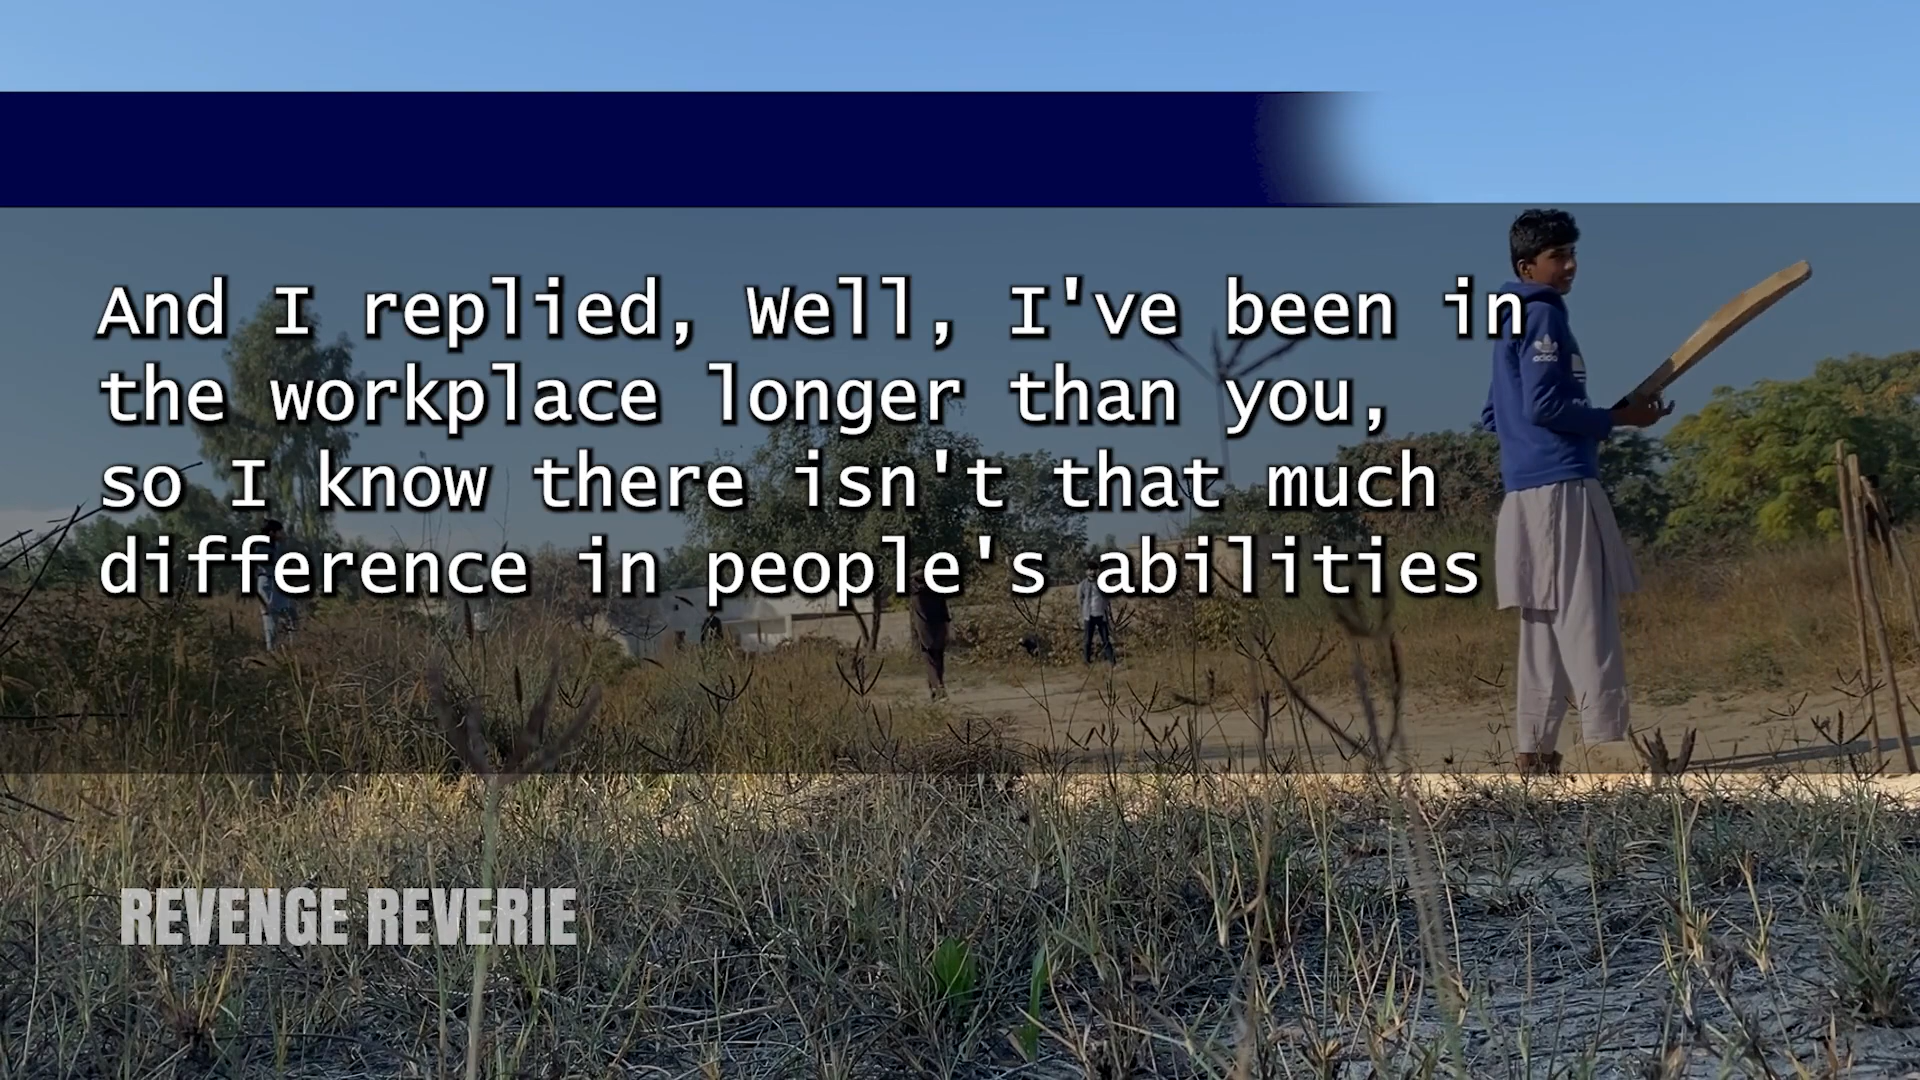 And I replied, Well, I've been in
the workplace longer than you,
so I know there isn't that much
difference in people's abilities
adidas
REVENGE REVERIE